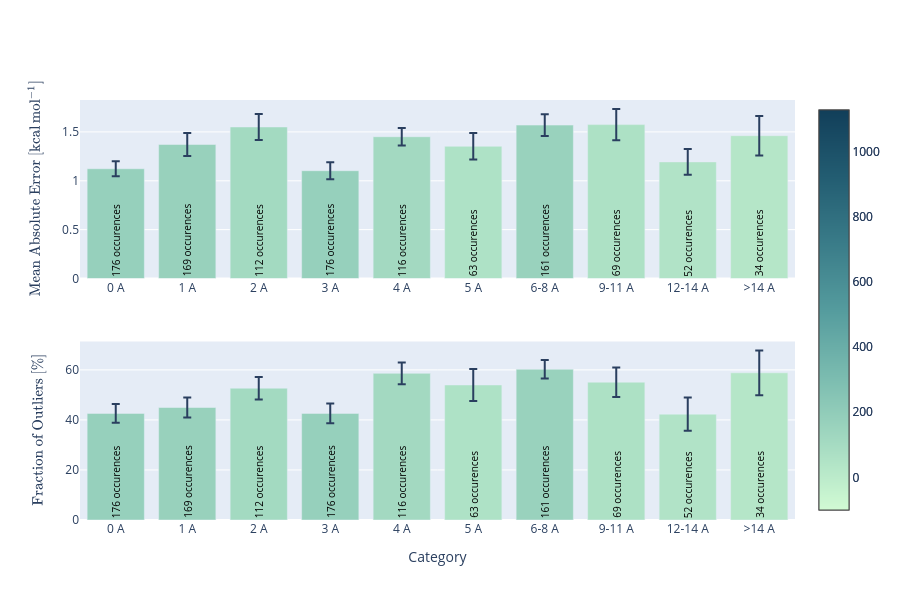 Mean Absolute Error [kcal mol⁻¹]
1.5
1
0.5
0
176 occurences
169 occurences
112 occurences
176 occurences
116 occurences
63 occurences
161 occurences
69 occurences
52 occurences
34 occurences
0 A
1 A
2 A
3 A
4 A
5 A
6-8 A
9-11 A
12-14 A
>14 A
Fraction of Outliers [%]
60
40
20
0
176 occurences
169 occurences
112 occurences
176 occurences
116 occurences
63 occurences
161 occurences
69 occurences
52 occurences
34 occurences
0 A
1 A
2 A
3 A
4 A
5 A
6-8 A
9-11 A
12-14 A
>14 A
Category
1000
800
600
400
200
0